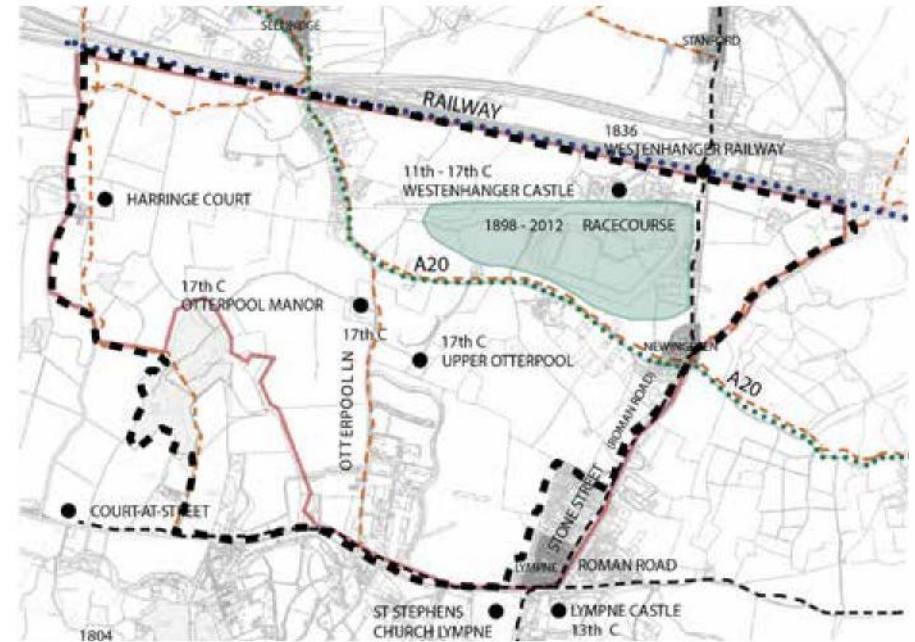 SELLINDGE
STANFORD
RAILWAY
1836
WESTENHANGER RAILWAY
11th - 17th C
WESTENHANGER CASTLE
HARRINGE COURT
1898 - 2012 RACECOURSE
A20
17th C
OTTERPOOL MANOR
17th C
17th C
UPPER OTTERPOOL
NEWINGREEN
A20
OTTERPOOL LN
(ROMAN ROAD)
STONE STREET
COURT-AT-STREET
LYMPNE
ROMAN ROAD
ST STEPHENS
CHURCH LYMPNE
LYMPNE CASTLE
13th C
1804